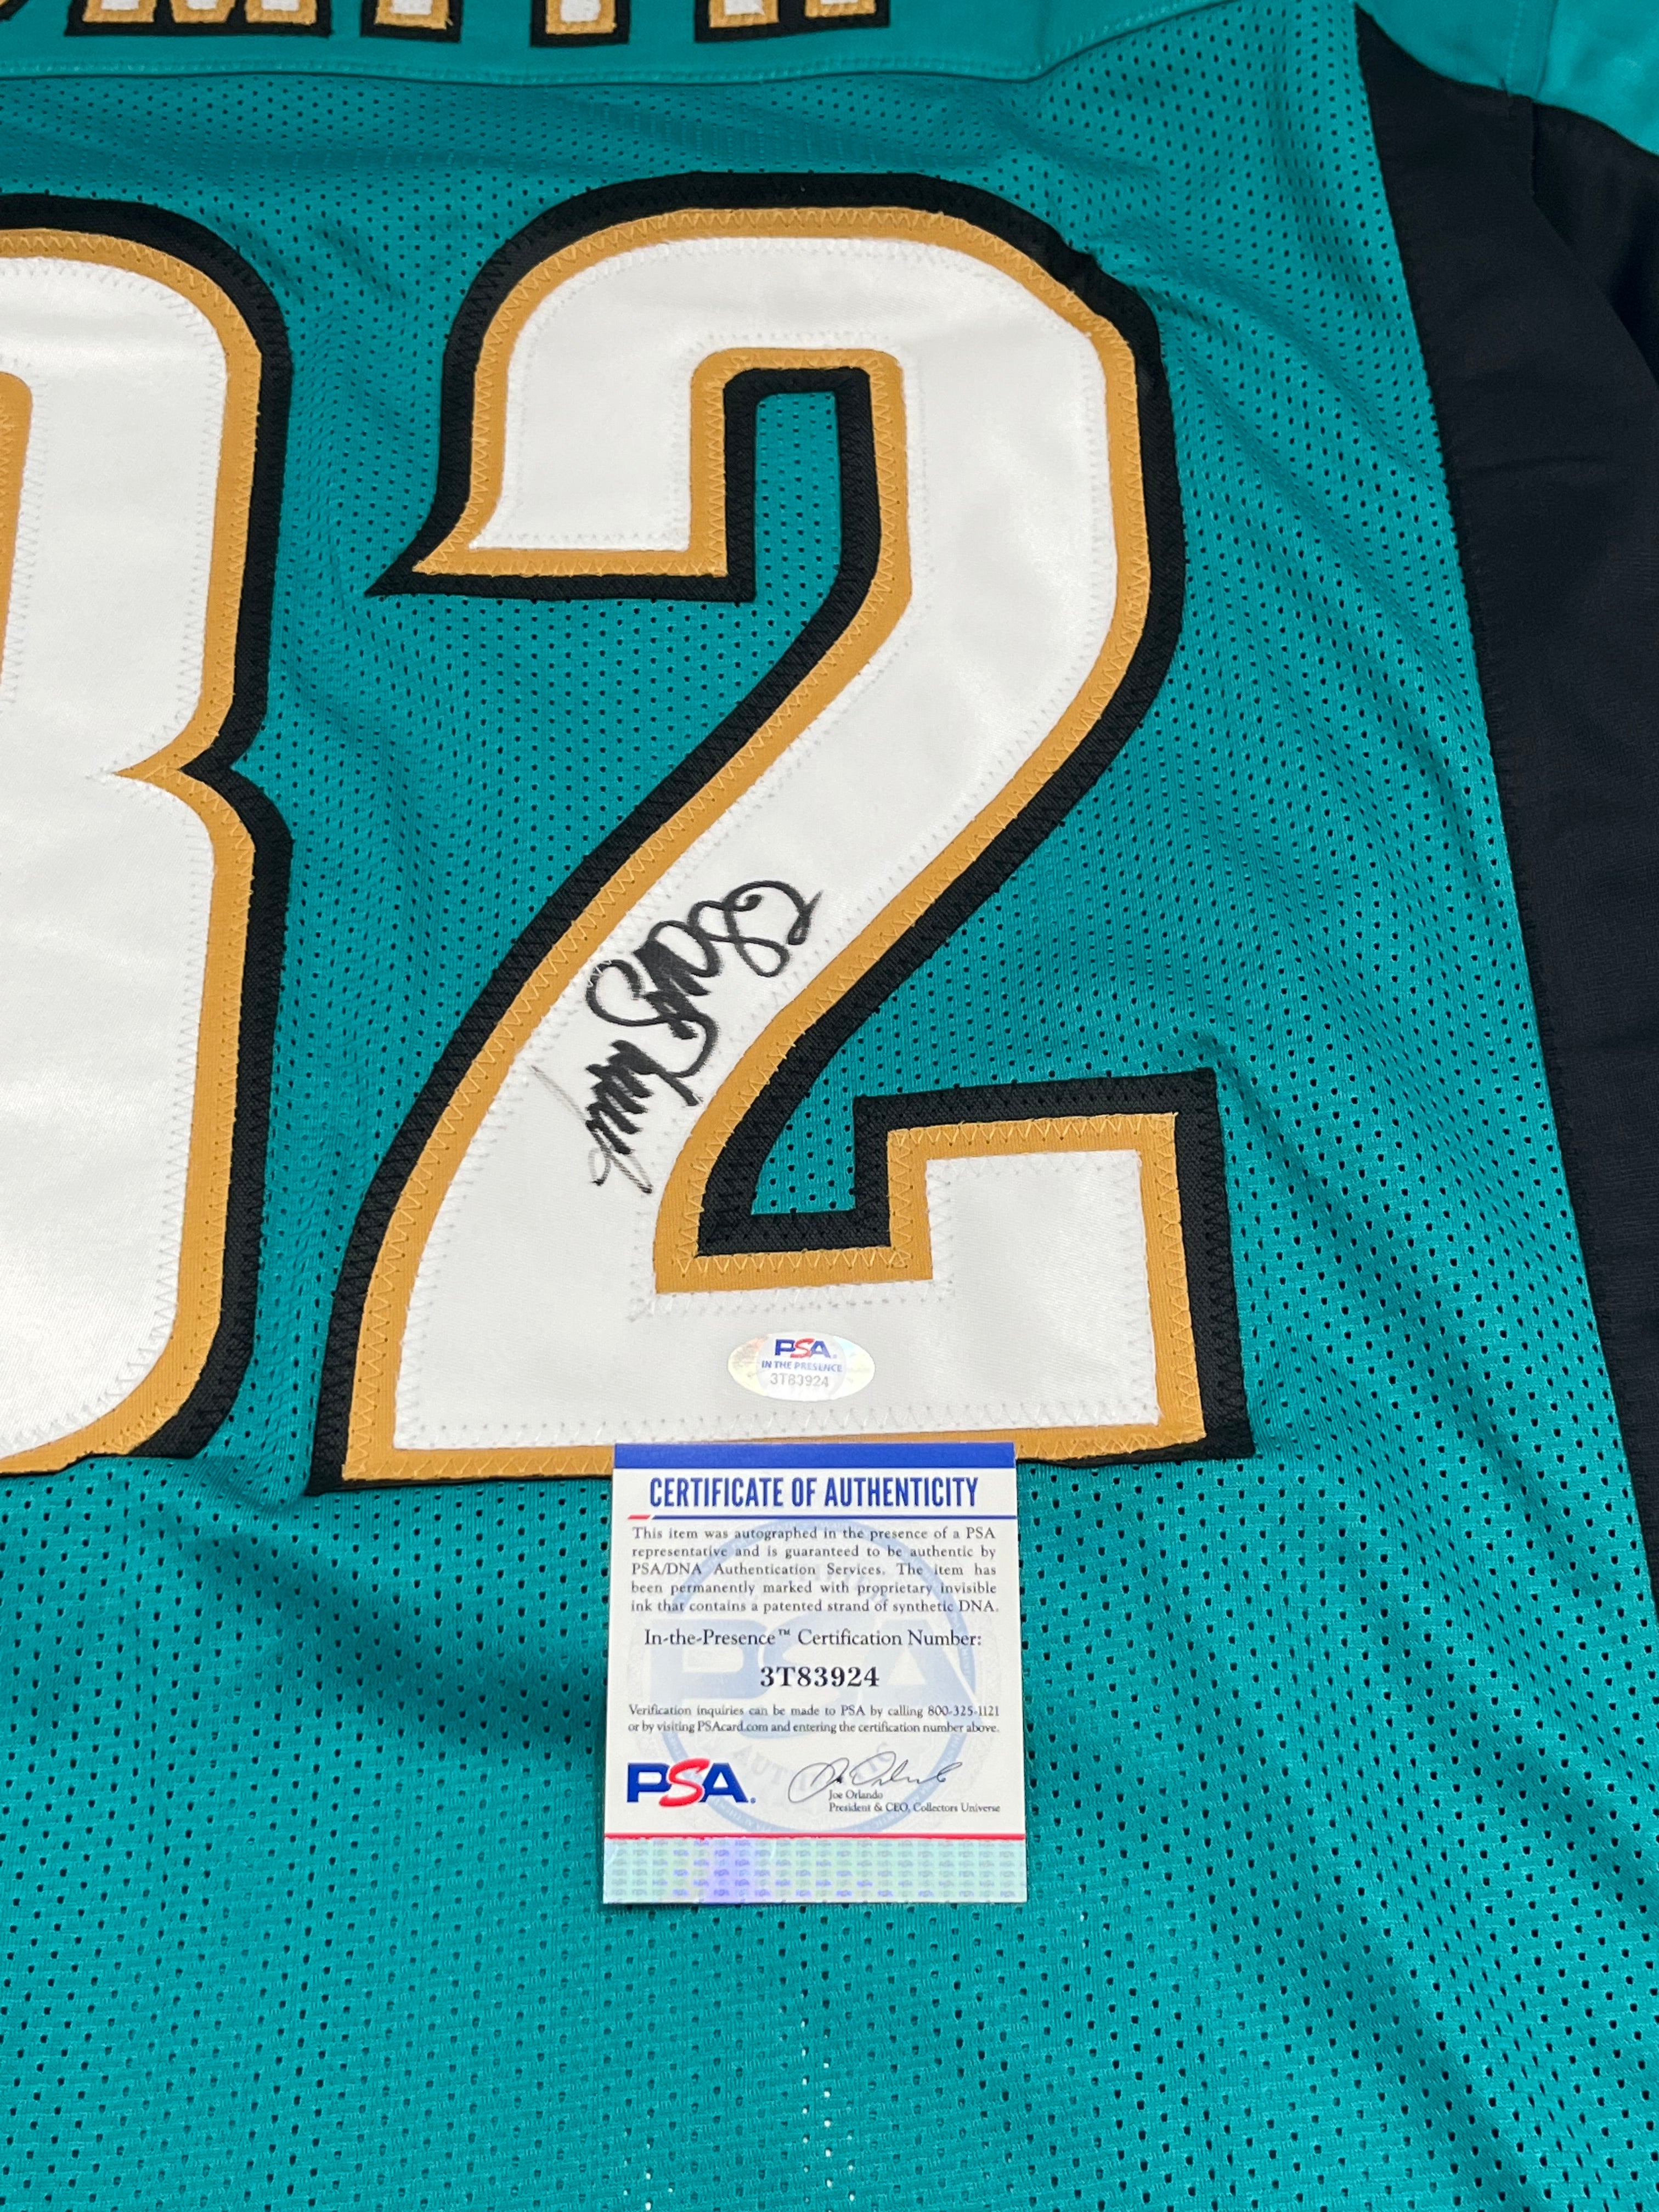 82
PSA
IN THE PRESENCE
3T83924
CERTIFICATE OF AUTHENTICITY
This item was autographed in the presence of a PSA
representative and is guaranteed to be authentic by
PSA/DNA Authentication Services. The item has
been permanently marked with proprietary invisible
ink that contains a patented strand of synthetic DNA.
In-the-Presence™ Certification Number:
3T83924
Verification inquiries can be made to PSA by calling 800-325-1121
or by visiting PSAcard.com and entering the certification number above.
PSA.
Joe Orlando
President & CEO, Collectors Universe